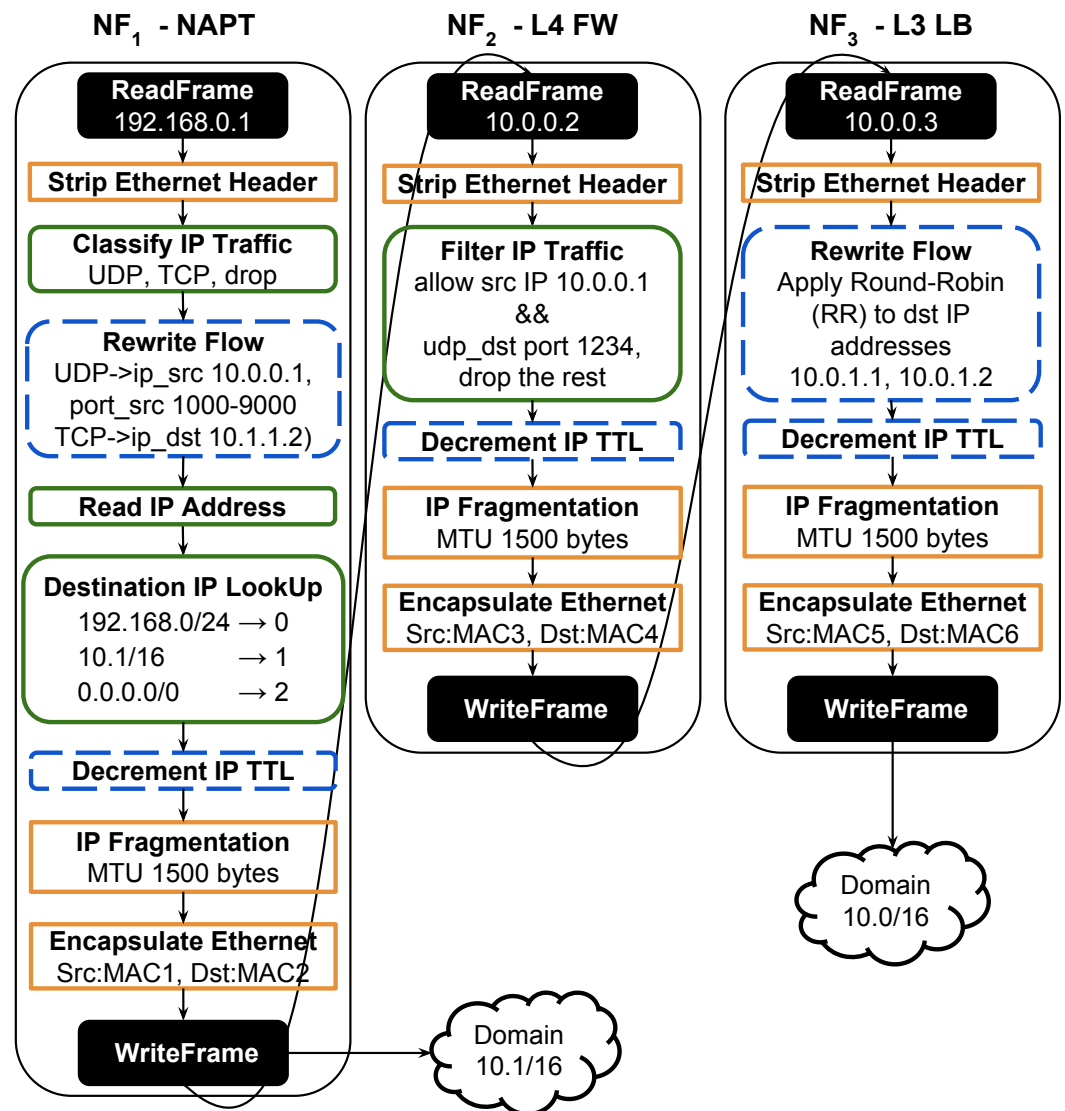 NF1 - NAPT
ReadFrame
192.168.0.1
Strip Ethernet Header
Classify IP Traffic
UDP, TCP, drop
Rewrite Flow
UDP->ip_src 10.0.0.1,
port_src 1000-9000
TCP->ip_dst 10.1.1.2)
Read IP Address
Destination IP LookUp
192.168.0/24 → 0
10.1/16 → 1
0.0.0.0/0 → 2
Decrement IP TTL
IP Fragmentation
MTU 1500 bytes
Encapsulate Ethernet
Src:MAC1, Dst:MAC2
WriteFrame
Domain
10.1/16
NF2 - L4 FW
ReadFrame
10.0.0.2
Strip Ethernet Header
Filter IP Traffic
allow src IP 10.0.0.1
&&
udp_dst port 1234,
drop the rest
Decrement IP TTL
IP Fragmentation
MTU 1500 bytes
Encapsulate Ethernet
Src:MAC3, Dst:MAC4
WriteFrame
NF3 - L3 LB
ReadFrame
10.0.0.3
Strip Ethernet Header
Rewrite Flow
Apply Round-Robin
(RR) to dst IP
addresses
10.0.1.1, 10.0.1.2
Decrement IP TTL
IP Fragmentation
MTU 1500 bytes
Encapsulate Ethernet
Src:MAC5, Dst:MAC6
WriteFrame
Domain
10.0/16